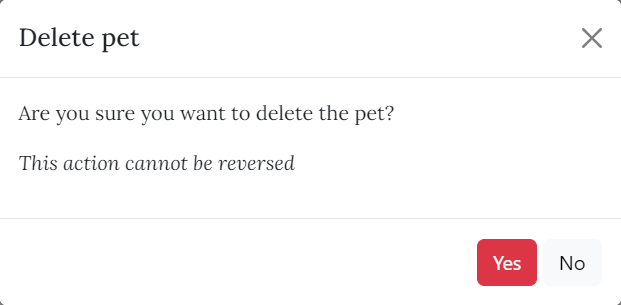 Delete pet
Are you sure you want to delete the pet?
This action cannot be reversed
Yes No